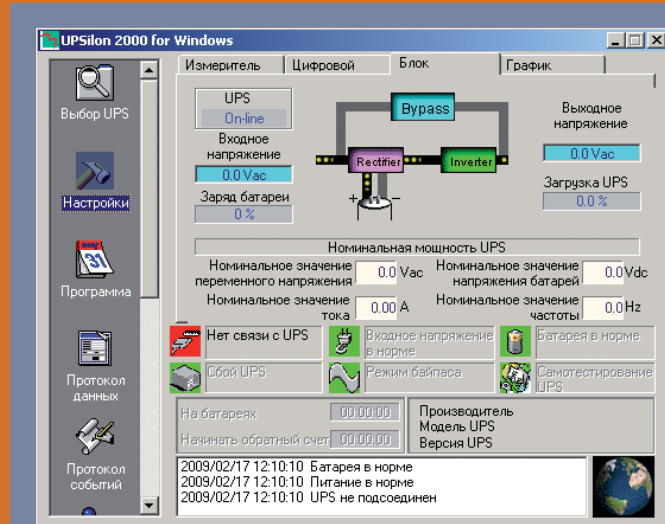 UPSilon 2000 for Windows
Измеритель Цифровой Блок График
Выбор UPS
Настройки
Программа
Протокол
данных
Протокол
событий
UPS
On-line
Входное
напряжение
0.0 Vac
Заряд батареи
0 %
Bypass
Rectifier
Inverter
+ −
Выходное
напряжение
0.0 Vac
Загрузка UPS
0.0 %
Номинальная мощность UPS
Номинальное значение
переменного напряжения 0.0 Vac
Номинальное значение
напряжения батарей 0.0 Vdc
Номинальное значение
тока 0.00 A
Номинальное значение
частоты 0.0 Hz
Нет связи с UPS
Входное напряжение
в норме
Батарея в норме
Сбой UPS
Режим байпаса
Самотестирование
UPS
На батареях 00:00:00
Начинать обратный счет 00:00:00
Производитель
Модель UPS
Версия UPS
2009/02/17 12:10:10 Батарея в норме
2009/02/17 12:10:10 Питание в норме
2009/02/17 12:10:10 UPS не подсоединен